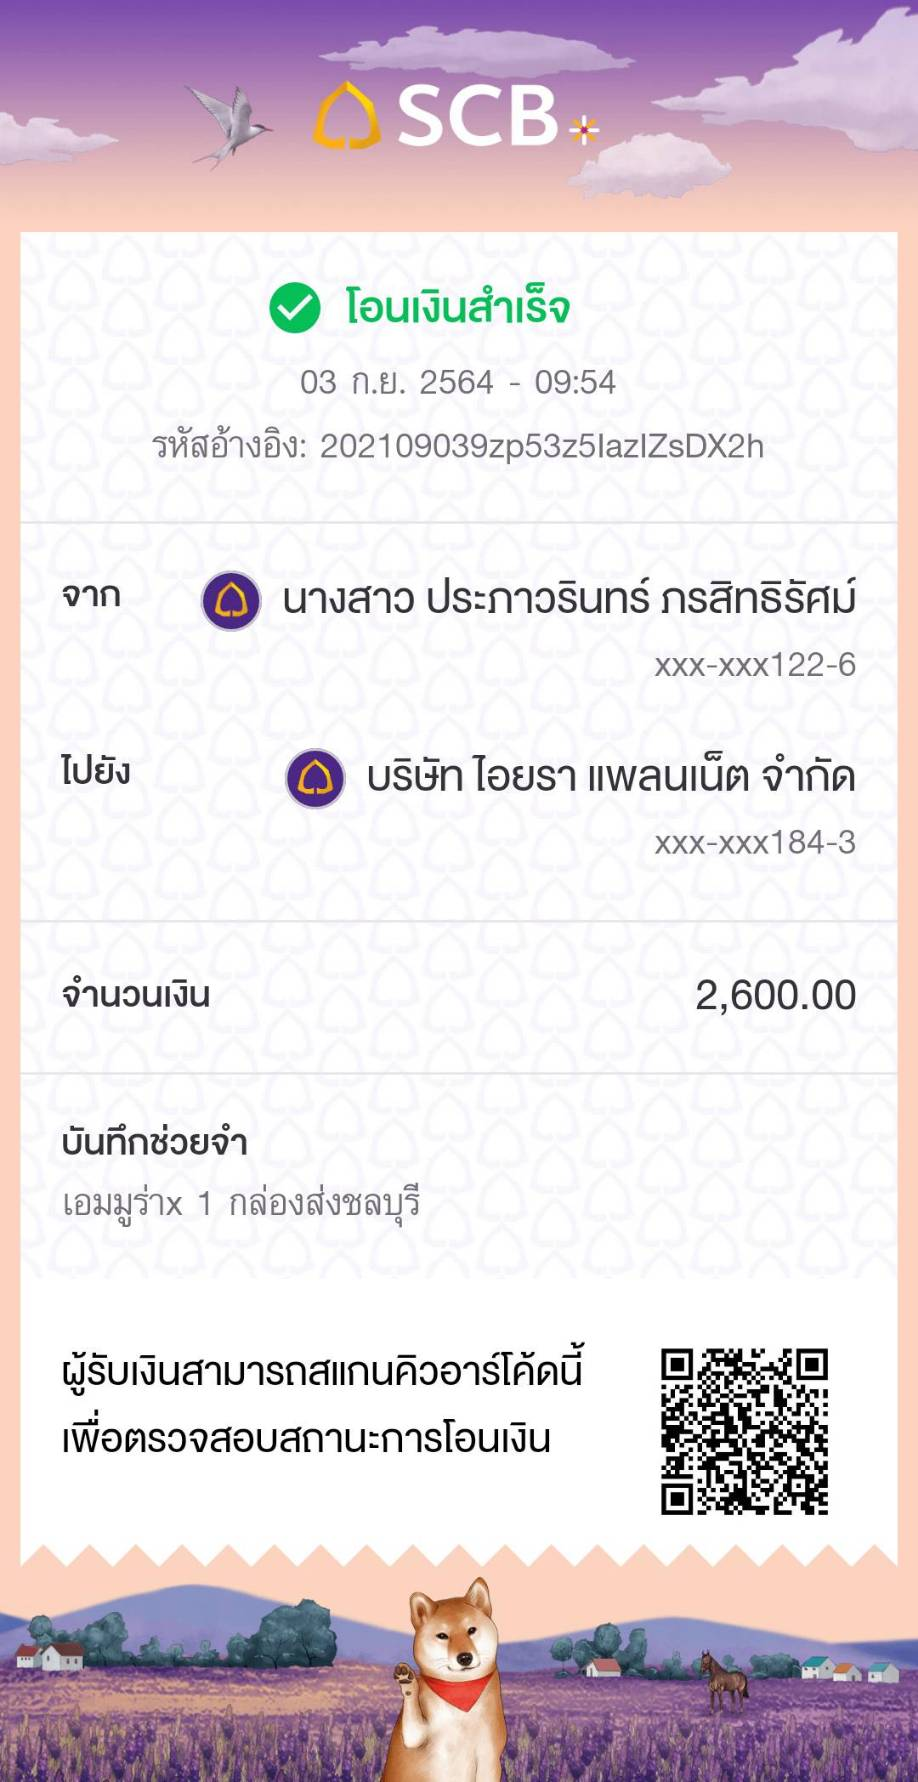 SCB
โอนเงินสำเร็จ
03 ก.ย. 2564 - 09:54
รหัสอ้างอิง: 202109039zp53z5IazIZsDX2h
จาก นางสาว ประภาวรินทร์ ภรสิทธิรัศม์
xxx-xxx122-6
ไปยัง บริษัท ไอยรา แพลนเน็ต จำกัด
xxx-xxx184-3
จำนวนเงิน 2,600.00
บันทึกช่วยจำ
เอมมูร่าx 1 กล่องส่งชลบุรี
ผู้รับเงินสามารถสแกนคิวอาร์โค้ดนี้
เพื่อตรวจสอบสถานะการโอนเงิน